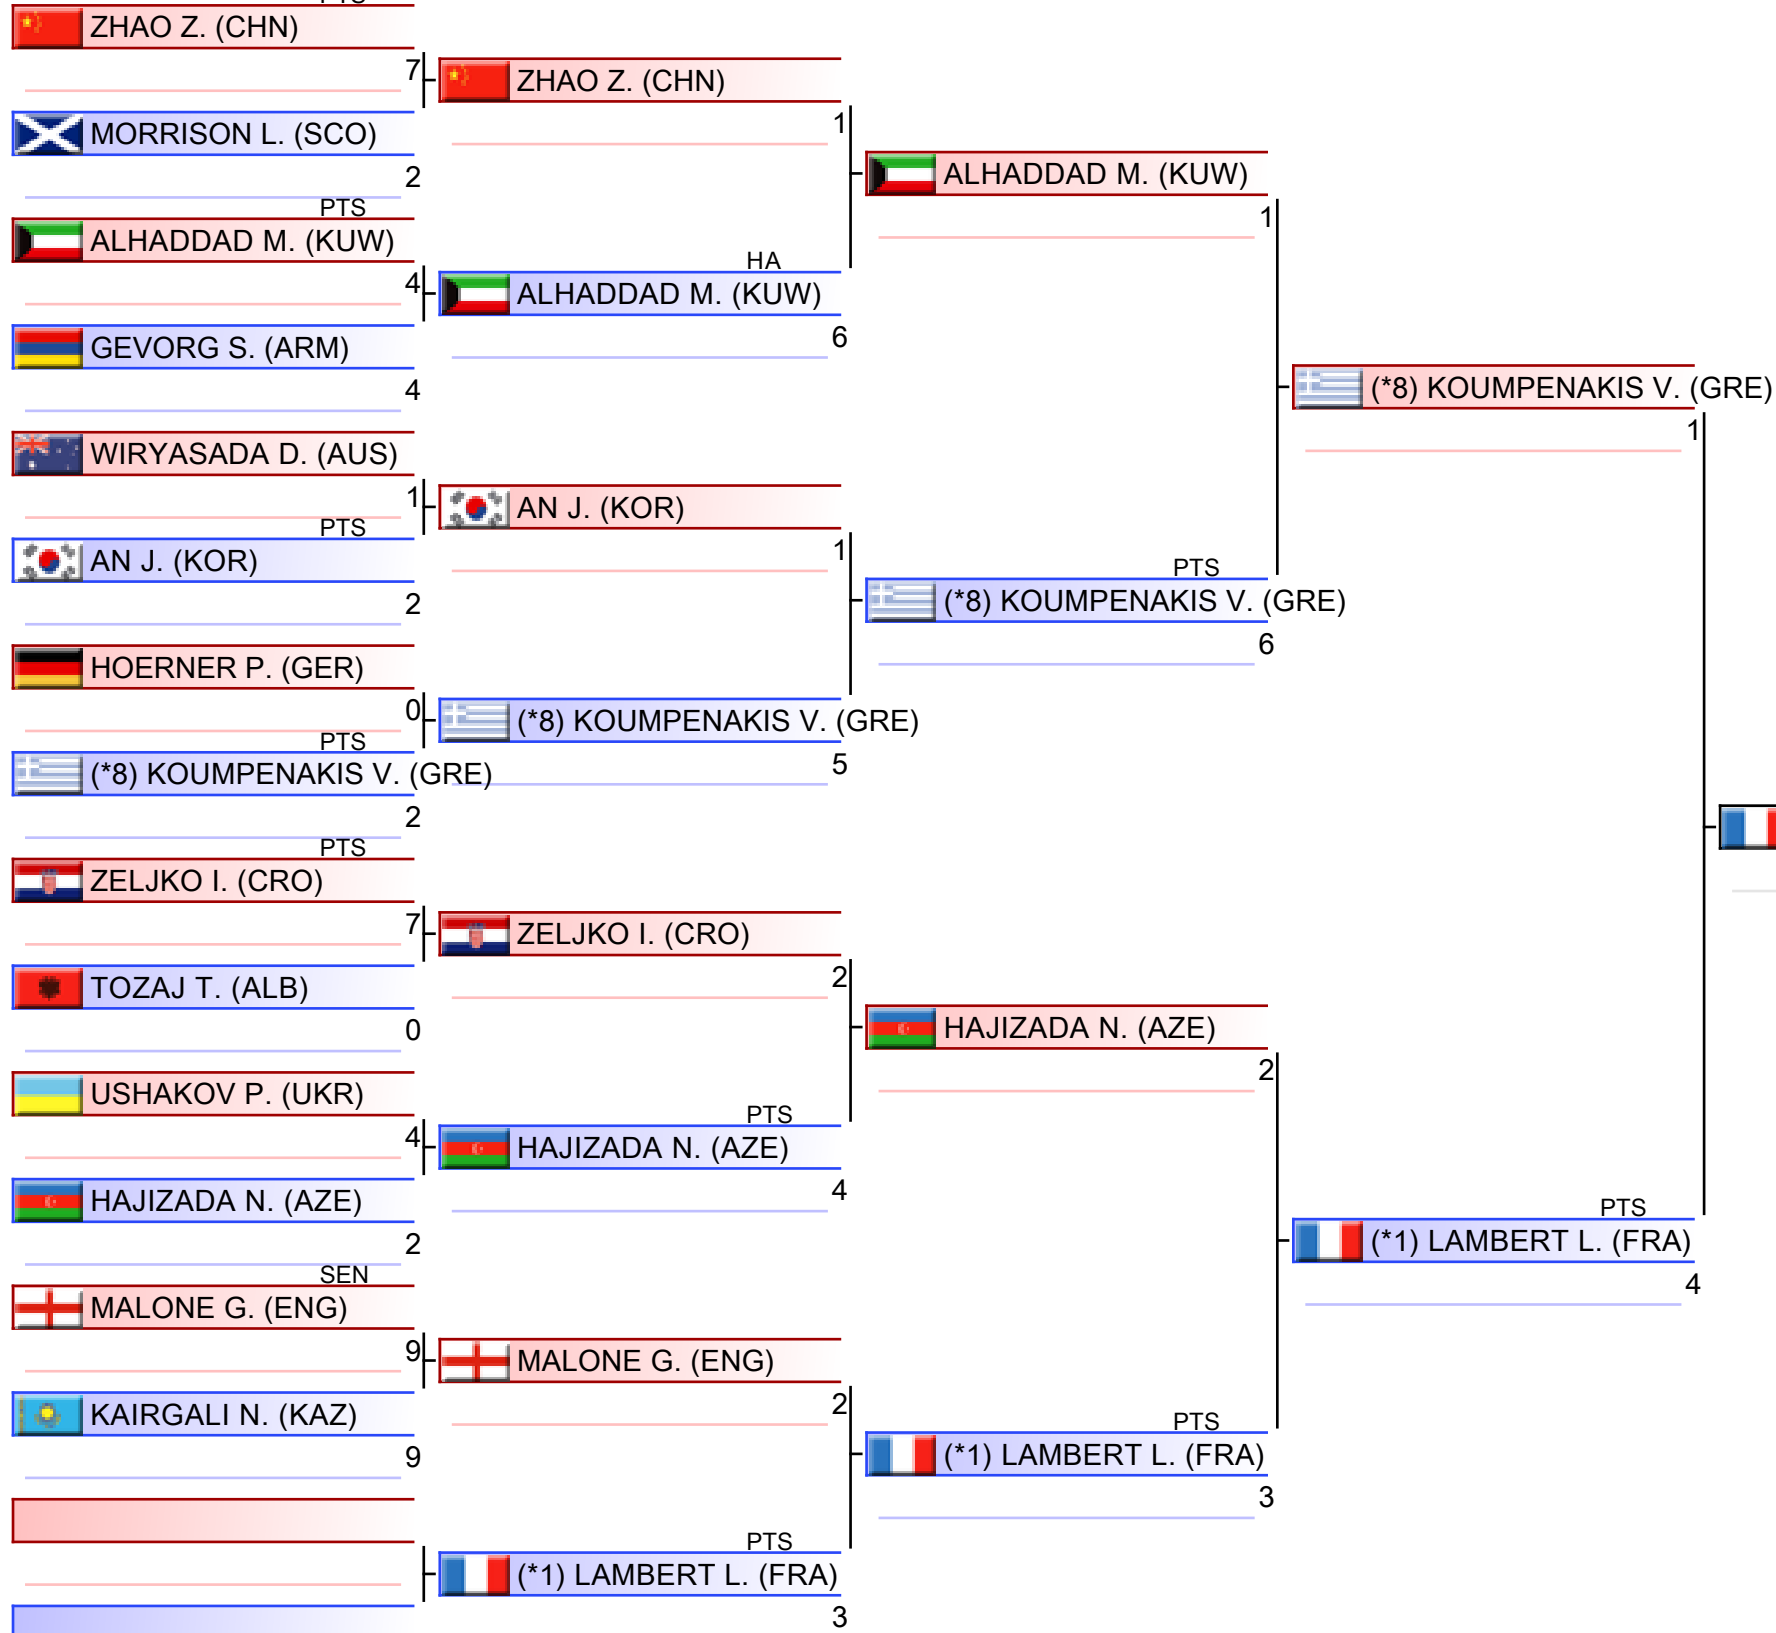 PTS
ZHAO Z. (CHN)
7
MORRISON L. (SCO)
2
PTS
ALHADDAD M. (KUW)
4
GEVORG S. (ARM)
4
WIRYASADA D. (AUS)
1
PTS
AN J. (KOR)
2
HOERNER P. (GER)
0
PTS
(*8) KOUMPENAKIS V. (GRE)
2
PTS
ZELJKO I. (CRO)
7
TOZAJ T. (ALB)
0
USHAKOV P. (UKR)
4
HAJIZADA N. (AZE)
2
SEN
MALONE G. (ENG)
9
KAIRGALI N. (KAZ)
9
ZHAO Z. (CHN)
1
HA
ALHADDAD M. (KUW)
6
AN J. (KOR)
1
(*8) KOUMPENAKIS V. (GRE)
5
ZELJKO I. (CRO)
2
PTS
HAJIZADA N. (AZE)
4
MALONE G. (ENG)
2
PTS
(*1) LAMBERT L. (FRA)
3
ALHADDAD M. (KUW)
1
PTS
(*8) KOUMPENAKIS V. (GRE)
6
HAJIZADA N. (AZE)
2
PTS
(*1) LAMBERT L. (FRA)
3
(*8) KOUMPENAKIS V. (GRE)
1
PTS
(*1) LAMBERT L. (FRA)
4